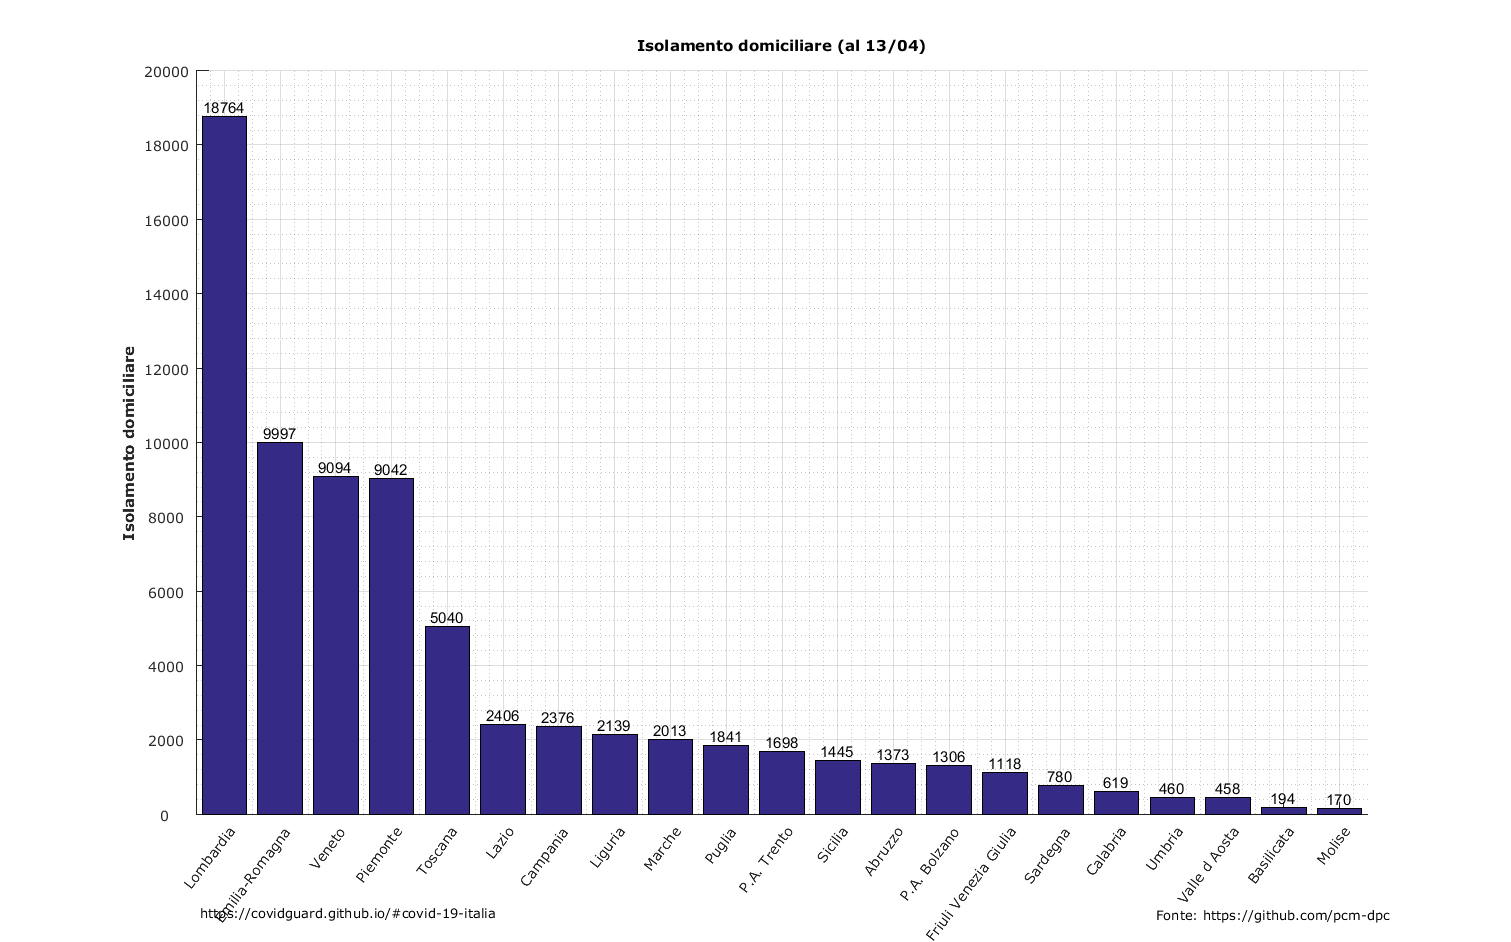 Isolamento domiciliare (al 13/04)
20000
18000
16000
14000
12000
10000
8000
6000
4000
2000
0
Isolamento domiciliare
18764
9997
9094
9042
5040
2406
2376
2139
2013
1841
1698
1445
1373
1306
1118
780
619
460
458
194
170
Lombardia
Emilia-Romagna
Veneto
Piemonte
Toscana
Lazio
Campania
Liguria
Marche
Puglia
P.A. Trento
Sicilia
Abruzzo
P.A. Bolzano
Friuli Venezia Giulia
Sardegna
Calabria
Umbria
Valle d Aosta
Basilicata
Molise
https://covidguard.github.io/#covid-19-italia
Fonte: https://github.com/pcm-dpc